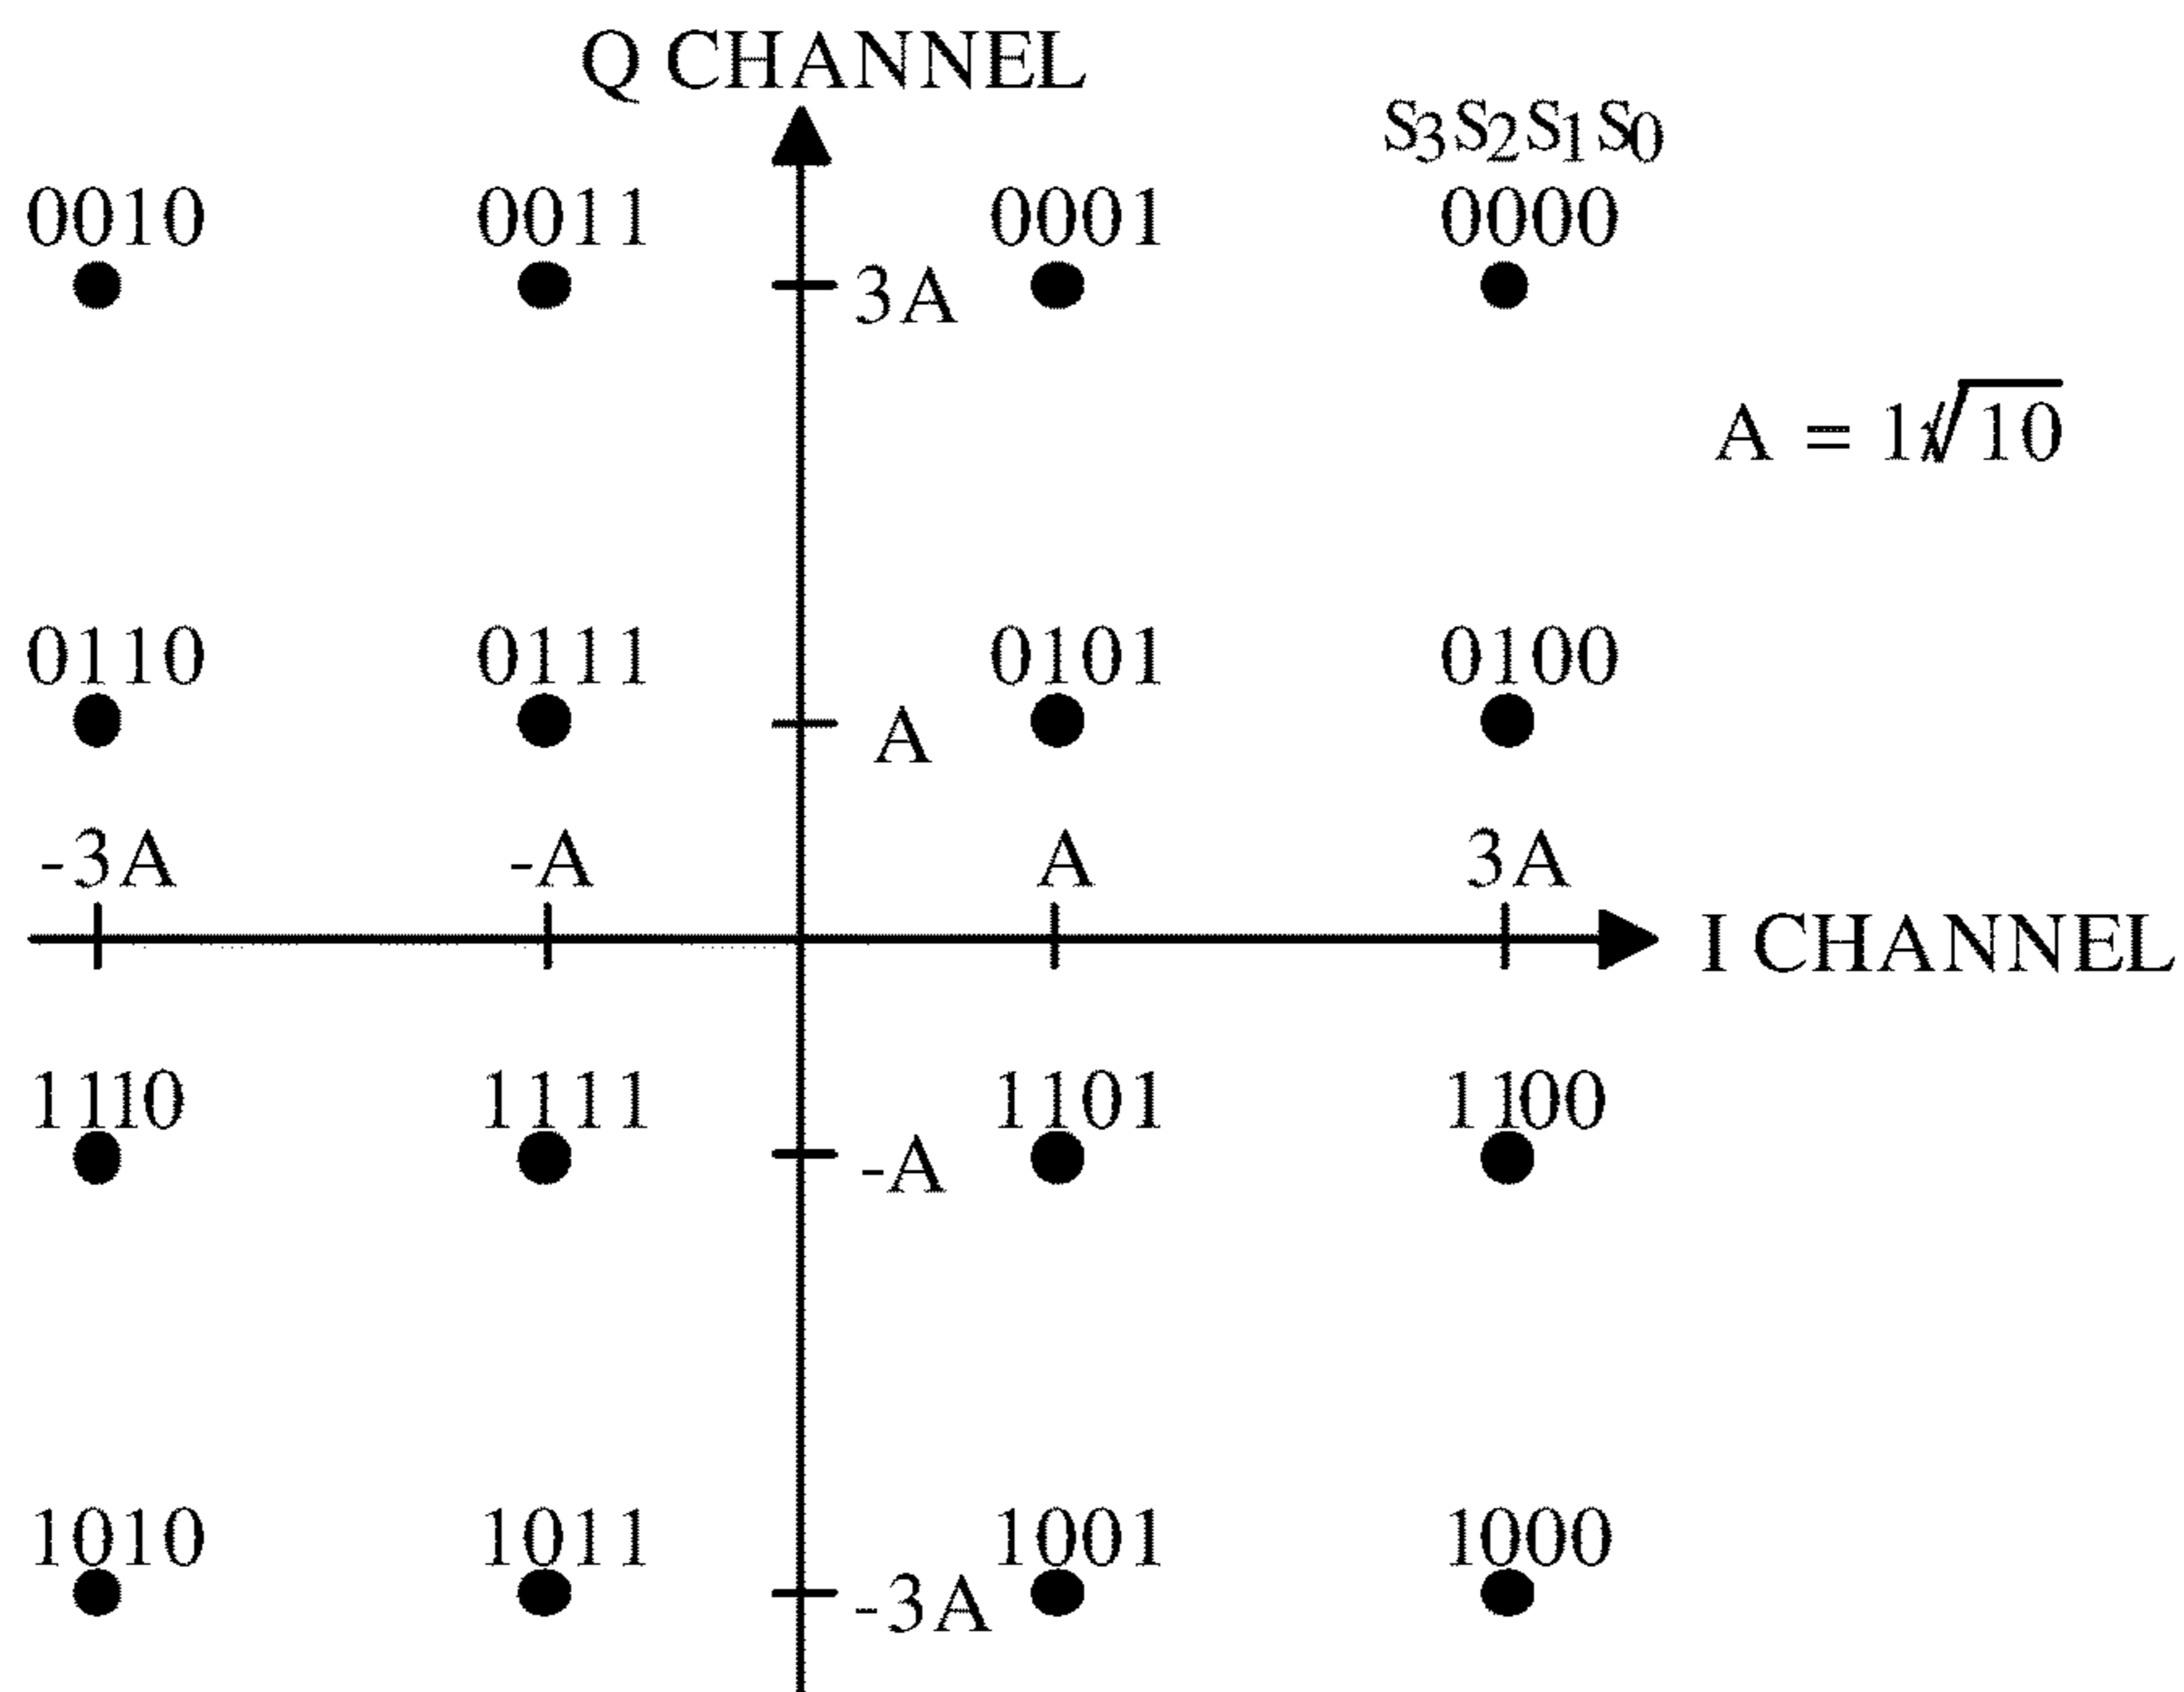 Q CHANNEL
S3S2S1S0
0010 0011 0001 0000
3A
A = 1/√10
0110 0111 0101 0100
A
-3A -A A 3A
I CHANNEL
1110 1111 1101 1100
-A
1010 1011 1001 1000
-3A